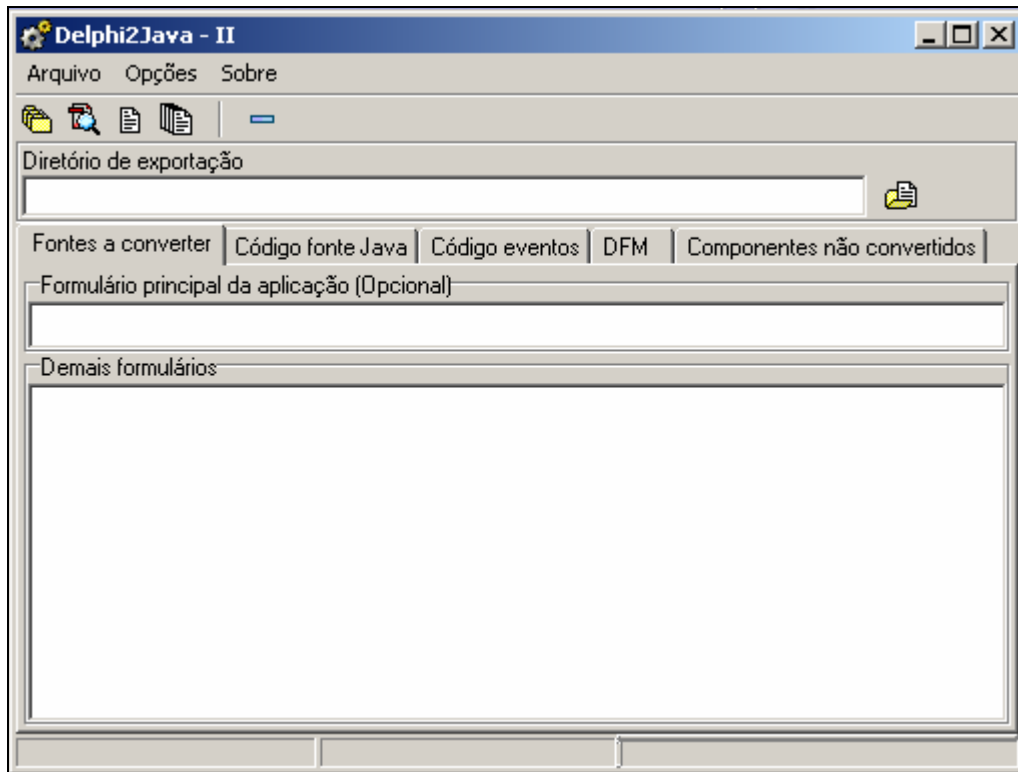 Delphi2Java - II
Arquivo Opções Sobre
Diretório de exportação
Fontes a converter Código fonte Java Código eventos DFM Componentes não convertidos
Formulário principal da aplicação (Opcional)
Demais formulários